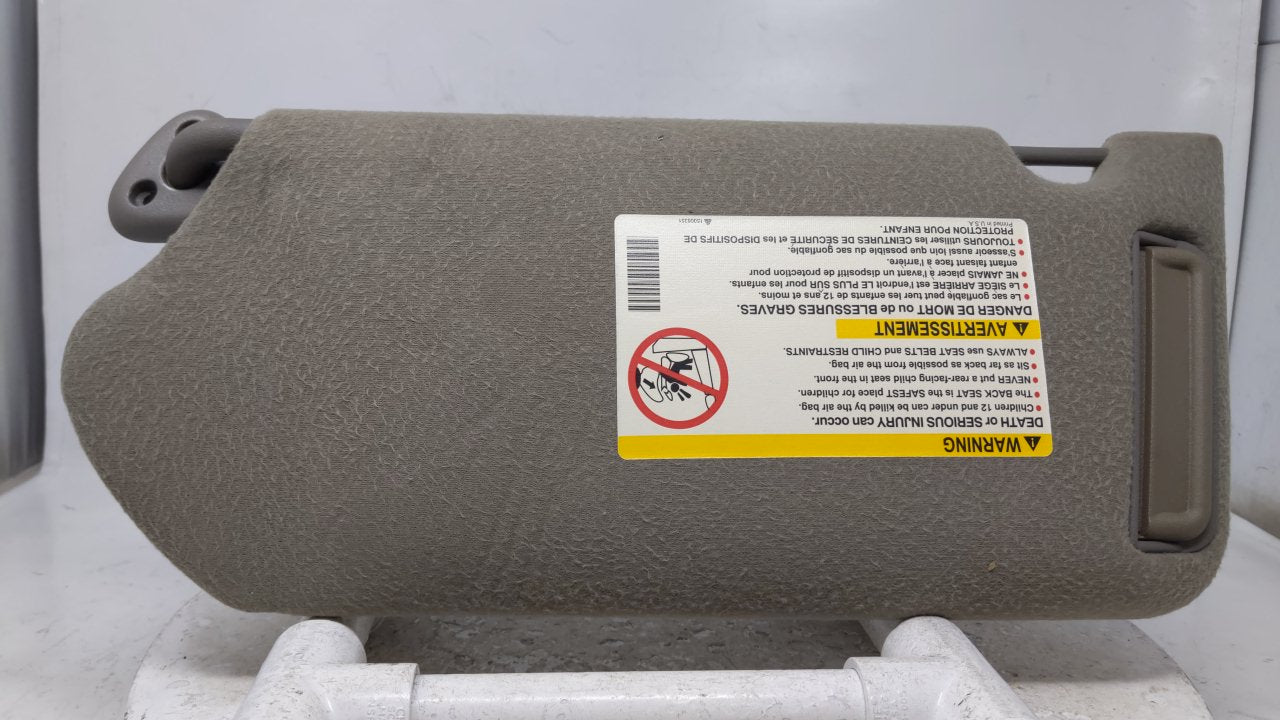 WARNING
DEATH or SERIOUS INJURY can occur.
Children 12 and under can be killed by the air bag.
The BACK SEAT is the SAFEST place for children.
NEVER put a rear-facing child seat in the front.
Sit as far back as possible from the air bag.
ALWAYS use SEAT BELTS and CHILD RESTRAINTS.
AVERTISSEMENT
DANGER DE MORT ou de BLESSURES GRAVES.
Le sac gonflable peut tuer les enfants de 12 ans et moins.
Le SIÈGE ARRIÈRE est l'endroit LE PLUS SÛR pour les enfants.
NE JAMAIS placer à l'avant un dispositif de protection pour
enfant faisant face à l'arrière.
S'asseoir aussi loin que possible du sac gonflable.
TOUJOURS utiliser les CEINTURES DE SÉCURITÉ et les DISPOSITIFS DE
PROTECTION POUR ENFANT.
Printed in U.S.A.